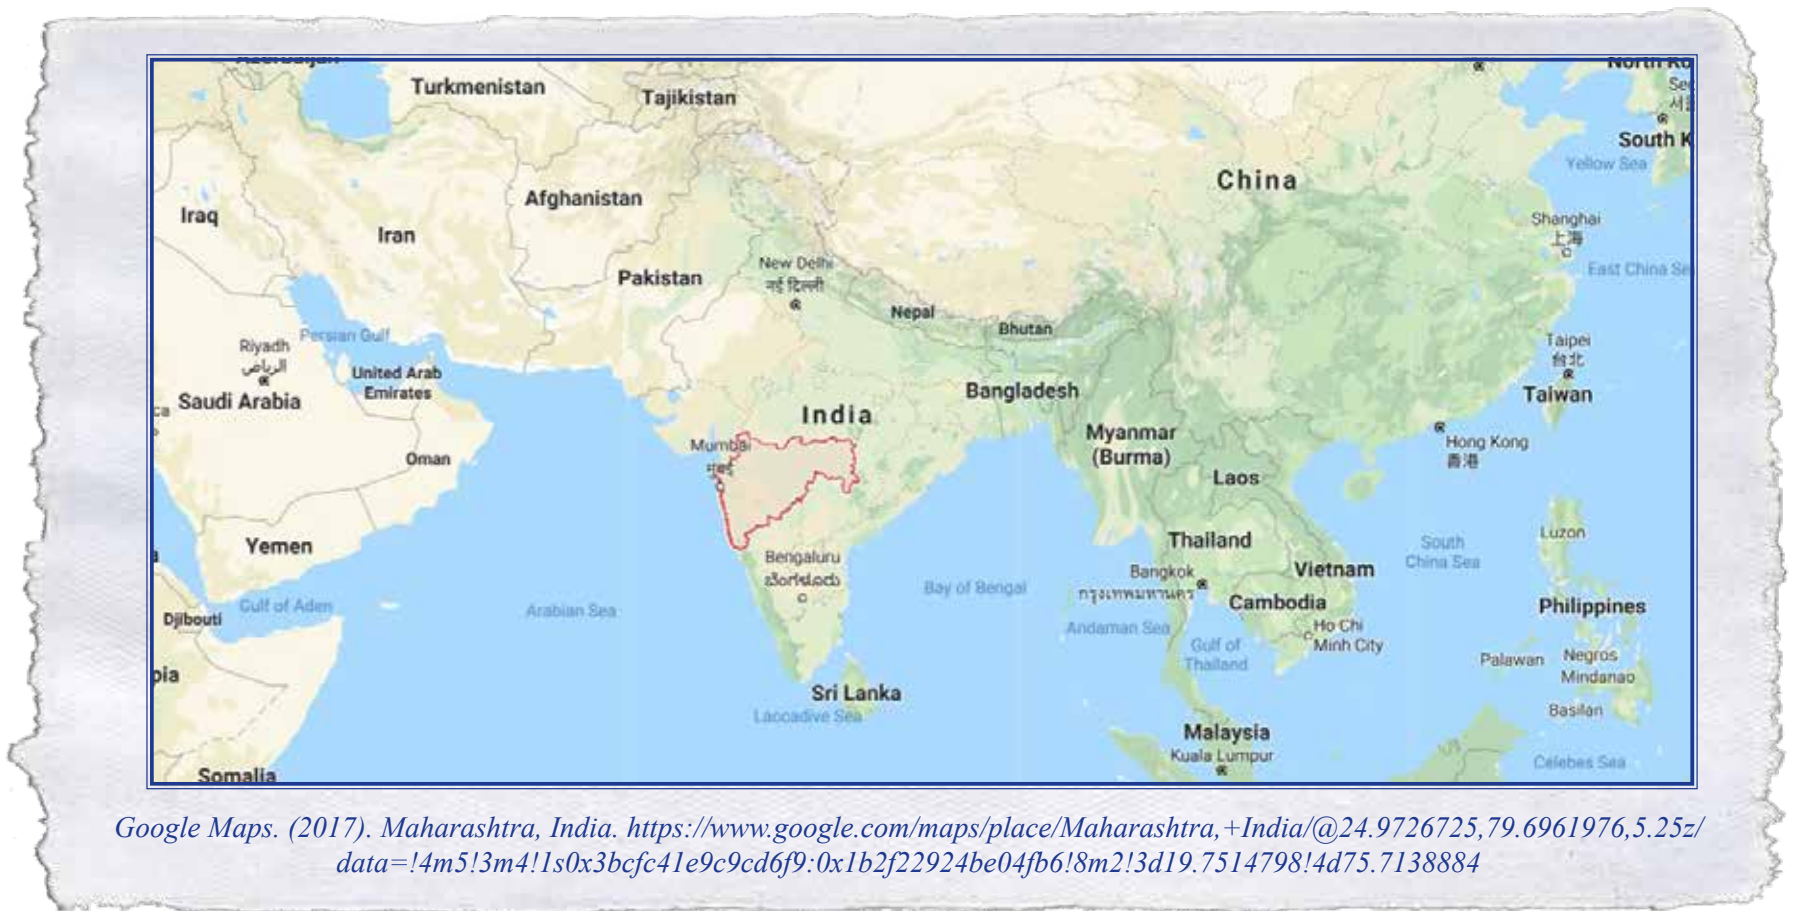 Turkmenistan
Tajikistan
South K
Yellow Sea
China
Afghanistan
Iraq
Iran
Shanghai
上海
East China Se
Pakistan
New Delhi
नई दिल्ली
Nepal
Bhutan
Persian Gulf
Riyadh
الرياض
United Arab
Emirates
Saudi Arabia
Taipei
台北
Taiwan
Bangladesh
India
Mumbai
मुंबई
Myanmar
(Burma)
Hong Kong
香港
Oman
Laos
Yemen
Thailand
Luzon
South
China Sea
Bengaluru
ಬೆಂಗಳೂರು
Bangkok
กรุงเทพมหานคร
Vietnam
Bay of Bengal
Arabian Sea
Gulf of Aden
Djibouti
Cambodia
Philippines
Andaman Sea
Ho Chi
Minh City
Gulf of
Thailand
Palawan
Negros
Mindanao
Sri Lanka
Laccadive Sea
Basilan
Malaysia
Kuala Lumpur
Celebes Sea
Somalia
Google Maps. (2017). Maharashtra, India. https://www.google.com/maps/place/Maharashtra,+India/@24.9726725,79.6961976,5.25z/
data=!4m5!3m4!1s0x3bcfc41e9c9cd6f9:0x1b2f22924be04fb6!8m2!3d19.7514798!4d75.7138884